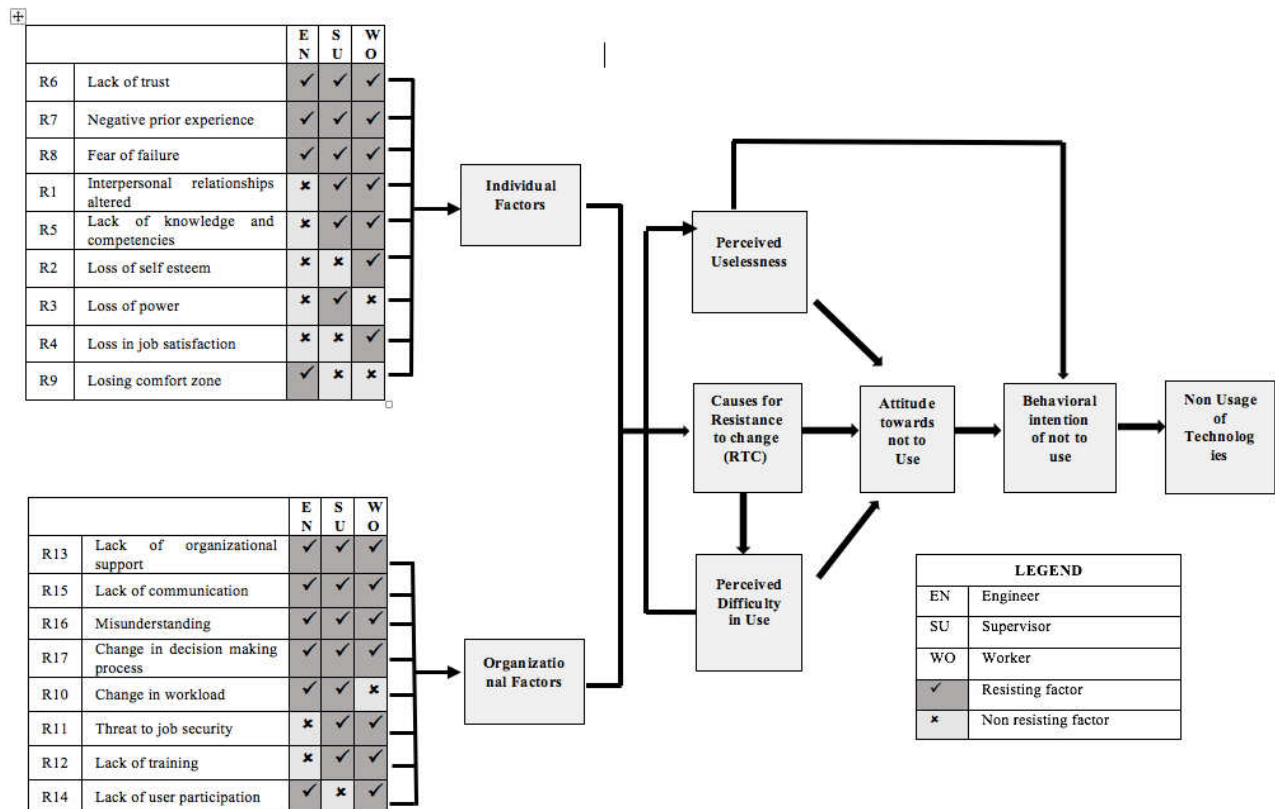 E N S U W O
R6 Lack of trust ✓ ✓ ✓
R7 Negative prior experience ✓ ✓ ✓
R8 Fear of failure ✓ ✓ ✓
R1 Interpersonal relationships
altered ✗ ✓ ✓
R5 Lack of knowledge and
competencies ✗ ✓ ✓
R2 Loss of self esteem ✗ ✗ ✓
R3 Loss of power ✗ ✓ ✗
R4 Loss in job satisfaction ✗ ✗ ✓
R9 Losing comfort zone ✓ ✗ ✗
E N S U W O
R13 Lack of organizational
support ✓ ✓ ✓
R15 Lack of communication ✓ ✓ ✓
R16 Misunderstanding ✓ ✓ ✓
R17 Change in decision making
process ✓ ✓ ✓
R10 Change in workload ✓ ✓ ✗
R11 Threat to job security ✗ ✓ ✓
R12 Lack of training ✗ ✓ ✓
R14 Lack of user participation ✓ ✗ ✓
Individual
Factors
Organizatio
nal Factors
Perceived
Uselessness
Causes for
Resistance
to change
(RTC)
Perceived
Difficulty
in Use
Attitude
towards
not to
Use
Behavioral
intention
of not to
use
Non Usage
of
Technolog
ies
LEGEND
EN Engineer
SU Supervisor
WO Worker
✓ Resisting factor
✗ Non resisting factor